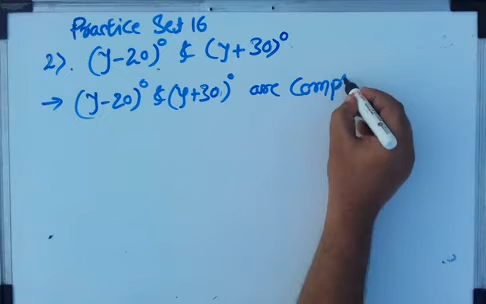 Practice Set 16
2). (y-20)° & (y+30)°
→ (y-20)° & (y+30)° are Comp